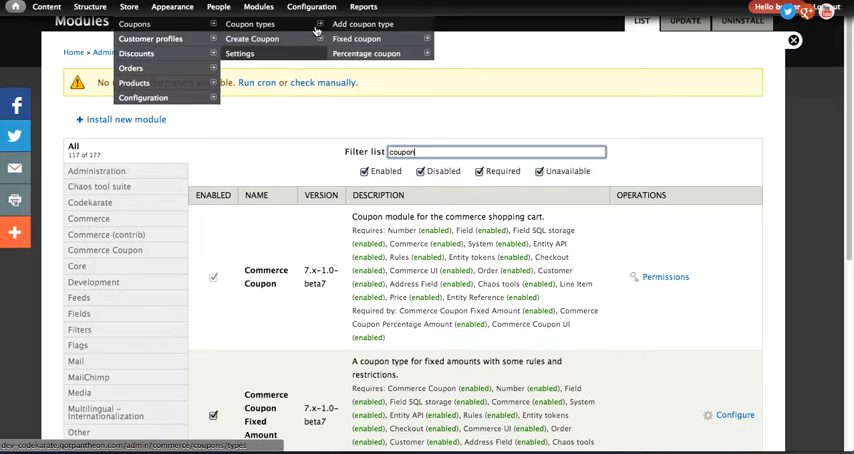 Content Structure Store Appearance People Modules Configuration Reports
Modules
LIST UPDATE UNINSTALL
Coupons
Customer profiles
Discounts
Orders
Products
Configuration
Coupon types
Create Coupon
Settings
Add coupon type
Fixed coupon
Percentage coupon
Home »
No
available. Run cron or check manually.
Install new module
All
117 of 177
Administration
Chaos tool suite
Codekarate
Commerce
Commerce (contrib)
Commerce Coupon
Core
Development
Feeds
Fields
Filters
Flags
Mail
MailChimp
Media
Multilingual -
Internationalization
Other
Filter list coupon
Enabled Disabled Required Unavailable
ENABLED NAME VERSION DESCRIPTION OPERATIONS
Commerce
Coupon
7.x-1.0-
beta7
Coupon module for the commerce shopping cart.
Requires: Number (enabled), Field (enabled), Field SQL storage
(enabled), Commerce (enabled), System (enabled), Entity API
(enabled), Rules (enabled), Entity tokens (enabled), Checkout
(enabled), Commerce UI (enabled), Order (enabled), Customer
(enabled), Address Field (enabled), Chaos tools (enabled), Line Item
(enabled), Price (enabled), Entity Reference (enabled)
Required by: Commerce Coupon Fixed Amount (enabled), Commerce
Coupon Percentage Amount (enabled), Commerce Coupon UI
(enabled)
Permissions
Commerce
Coupon
Fixed
Amount
7.x-1.0-
beta7
A coupon type for fixed amounts with some rules and
restrictions.
Requires: Commerce Coupon (enabled), Number (enabled), Field
(enabled), Field SQL storage (enabled), Commerce (enabled), System
(enabled), Entity API (enabled), Rules (enabled), Entity tokens
(enabled), Checkout (enabled), Commerce UI (enabled), Order
(enabled), Customer (enabled), Address Field (enabled), Chaos tools
Configure
dev-codekarate.gotpantheon.com/admin/commerce/coupons/types